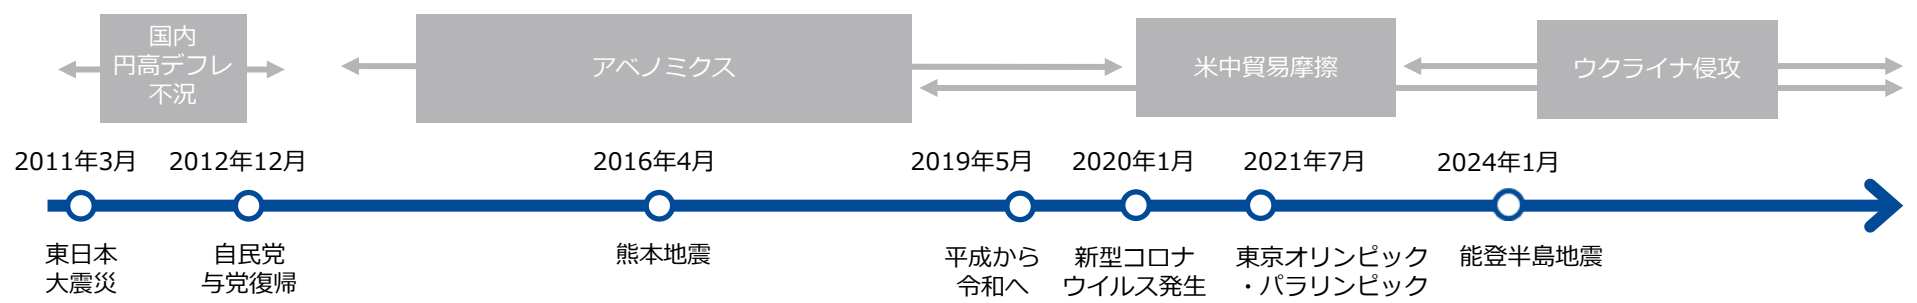 国内
円高デフレ
不況
アベノミクス
米中貿易摩擦
ウクライナ侵攻
2011年3月
2012年12月
2016年4月
2019年5月
2020年1月
2021年7月
2024年1月
東日本
大震災
自民党
与党復帰
熊本地震
平成から
令和へ
新型コロナ
ウイルス発生
東京オリンピック
・パラリンピック
能登半島地震